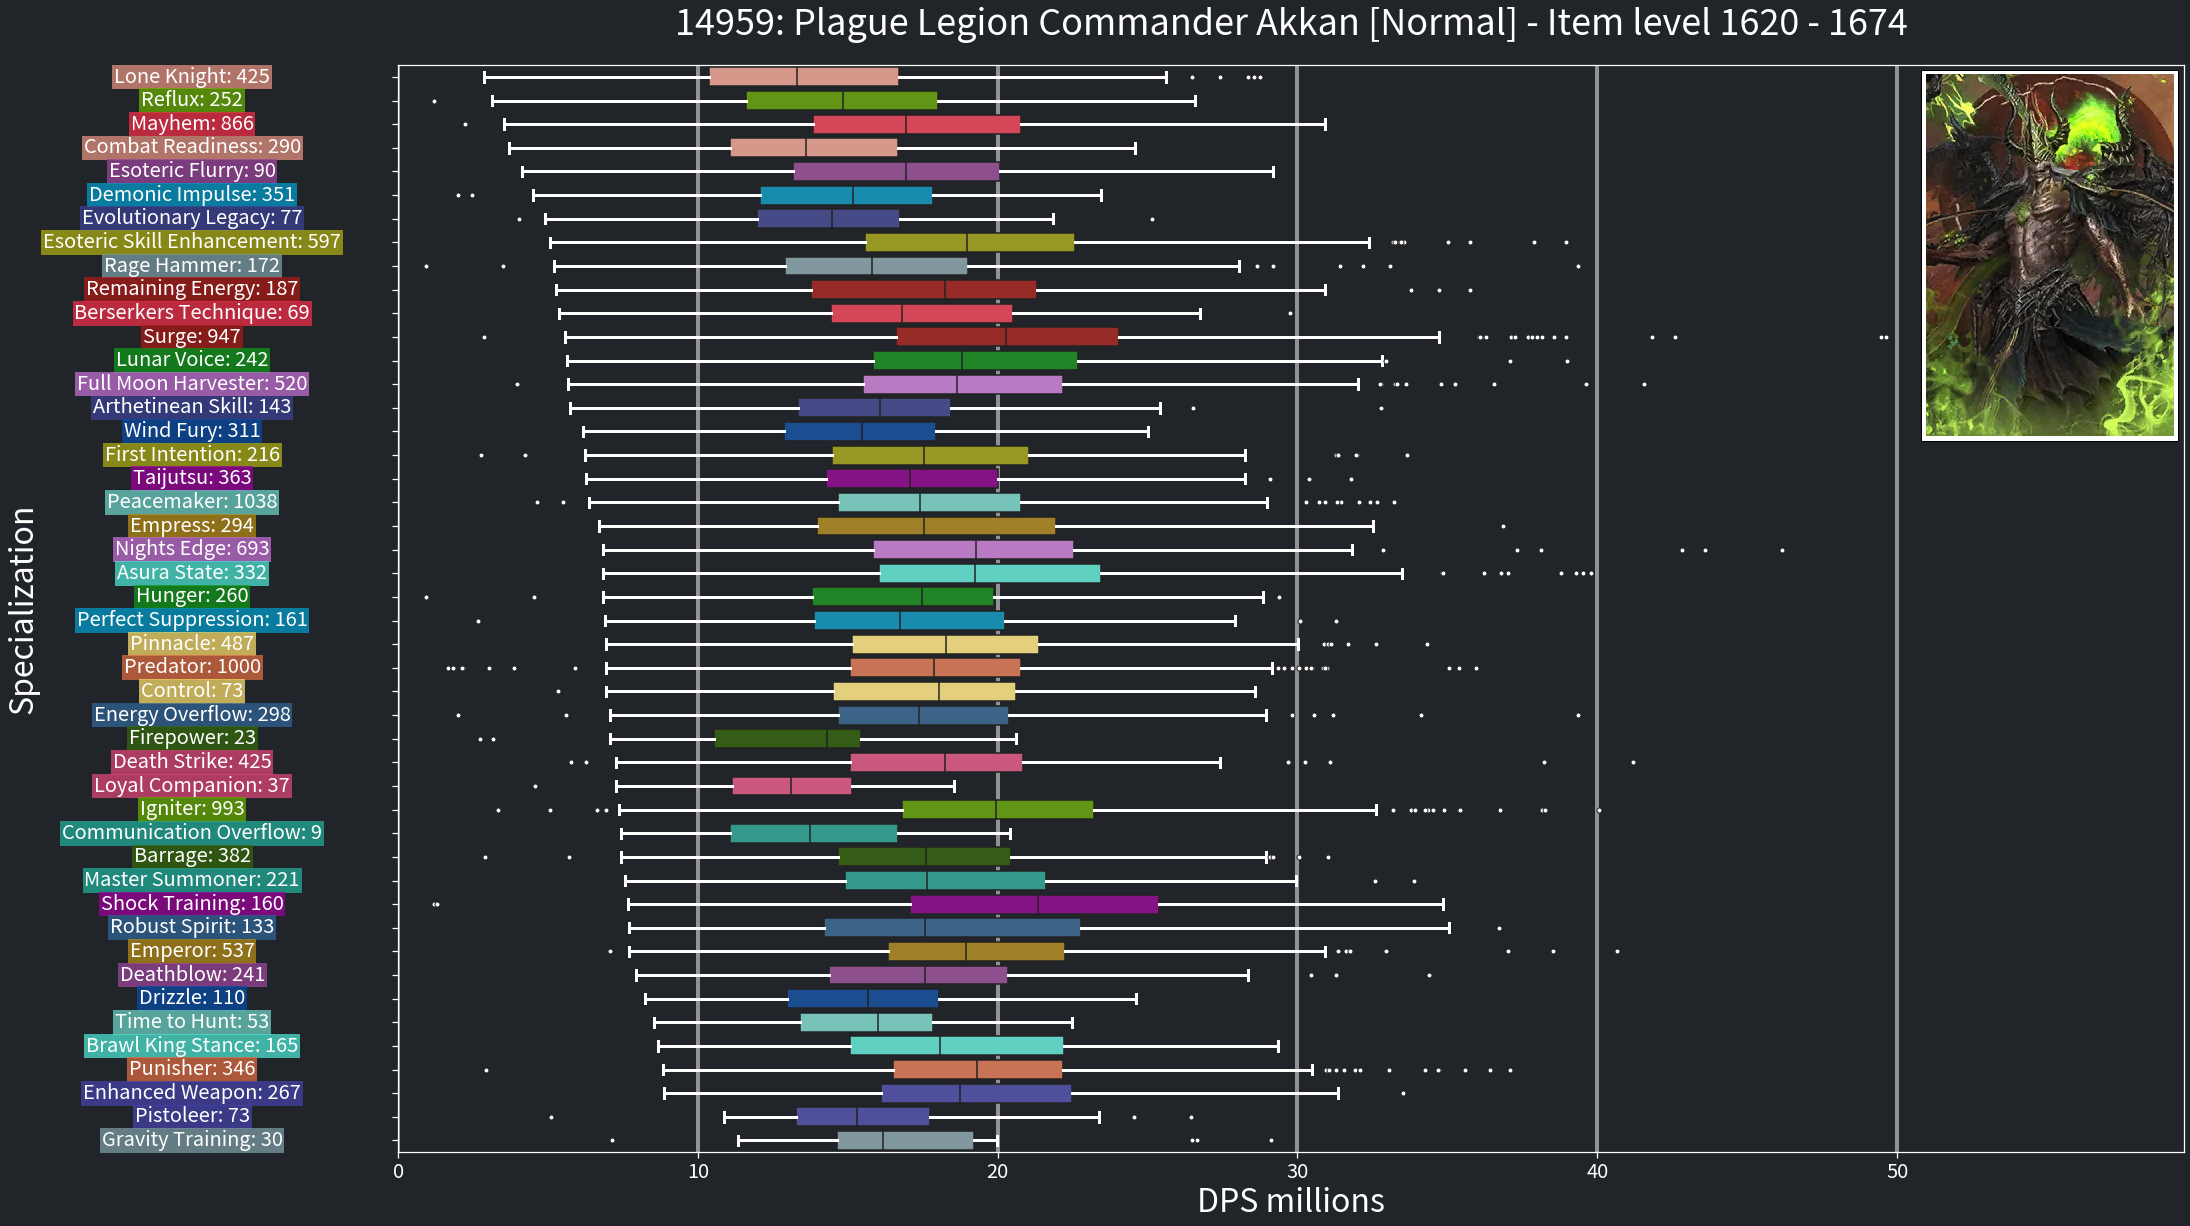 14959: Plague Legion Commander Akkan [Normal] - Item level 1620 - 1674
Specialization
Lone Knight: 425
Reflux: 252
Mayhem: 866
Combat Readiness: 290
Esoteric Flurry: 90
Demonic Impulse: 351
Evolutionary Legacy: 77
Esoteric Skill Enhancement: 597
Rage Hammer: 172
Remaining Energy: 187
Berserkers Technique: 69
Surge: 947
Lunar Voice: 242
Full Moon Harvester: 520
Arthetinean Skill: 143
Wind Fury: 311
First Intention: 216
Taijutsu: 363
Peacemaker: 1038
Empress: 294
Nights Edge: 693
Asura State: 332
Hunger: 260
Perfect Suppression: 161
Pinnacle: 487
Predator: 1000
Control: 73
Energy Overflow: 298
Firepower: 23
Death Strike: 425
Loyal Companion: 37
Igniter: 993
Communication Overflow: 9
Barrage: 382
Master Summoner: 221
Shock Training: 160
Robust Spirit: 133
Emperor: 537
Deathblow: 241
Drizzle: 110
Time to Hunt: 53
Brawl King Stance: 165
Punisher: 346
Enhanced Weapon: 267
Pistoleer: 73
Gravity Training: 30
0 10 20 30 40 50
DPS millions